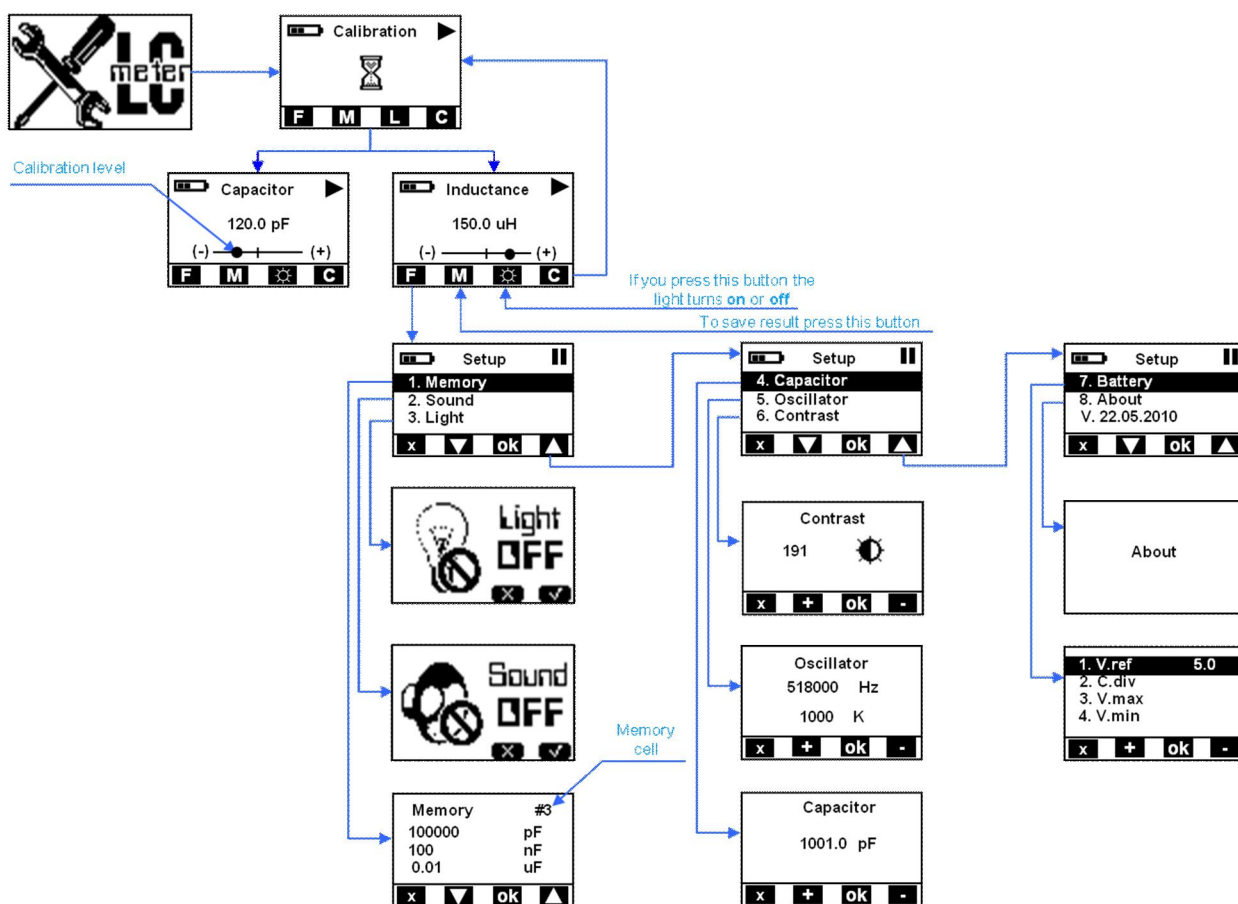 LC
meter
Calibration
F M L C
Calibration level
Capacitor
120.0 pF
(-) (+)
F M C
Inductance
150.0 uH
(-) (+)
F M C
If you press this button the
light turns on or off
To save result press this button
Setup
1. Memory
2. Sound
3. Light
x ok
Setup
4. Capacitor
5. Oscillator
6. Contrast
x ok
Setup
7. Battery
8. About
V. 22.05.2010
x ok
Light
OFF
Contrast
191
x + ok -
About
Sound
OFF
Oscillator
518000 Hz
1000 K
x + ok -
1. V.ref 5.0
2. C.div
3. V.max
4. V.min
x + ok -
Memory
cell
Memory #3
100000 pF
100 nF
0.01 uF
x ok
Capacitor
1001.0 pF
x + ok -